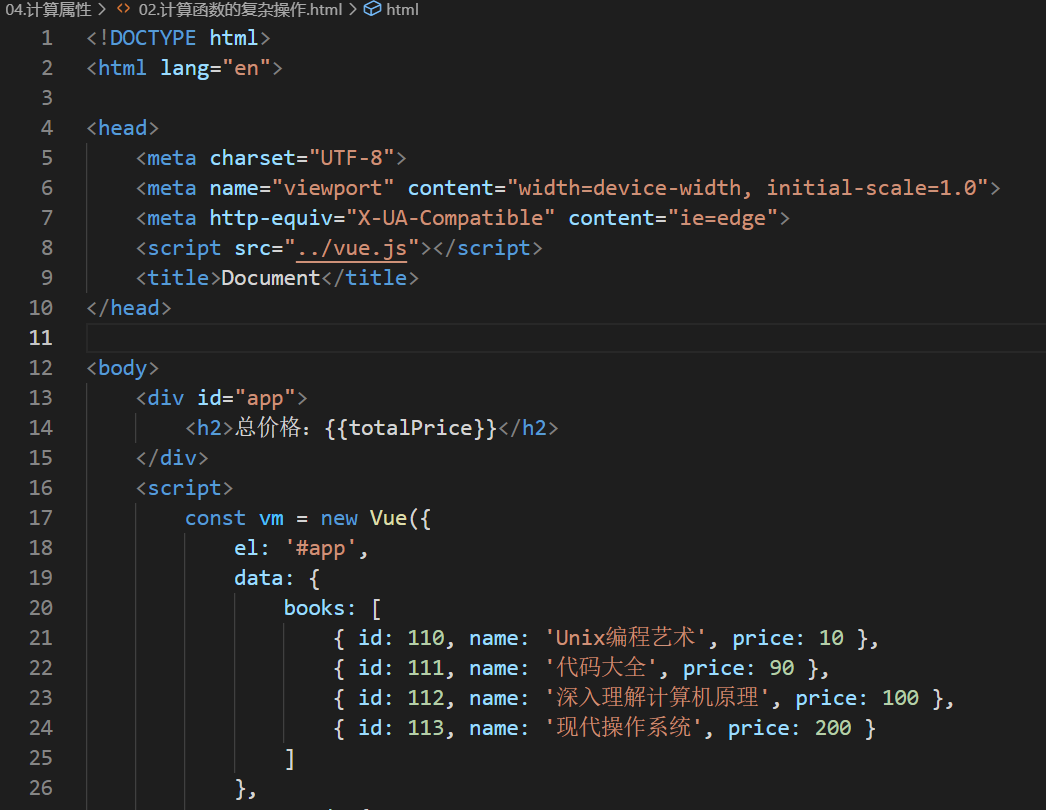 04.计算属性 > <> 02.计算函数的复杂操作.html > html
1 <!DOCTYPE html>
2 <html lang="en">
3
4 <head>
5 <meta charset="UTF-8">
6 <meta name="viewport" content="width=device-width, initial-scale=1.0">
7 <meta http-equiv="X-UA-Compatible" content="ie=edge">
8 <script src="../vue.js"></script>
9 <title>Document</title>
10 </head>
11
12 <body>
13 <div id="app">
14 <h2>总价格：{{totalPrice}}</h2>
15 </div>
16 <script>
17 const vm = new Vue({
18 el: '#app',
19 data: {
20 books: [
21 { id: 110, name: 'Unix编程艺术', price: 10 },
22 { id: 111, name: '代码大全', price: 90 },
23 { id: 112, name: '深入理解计算机原理', price: 100 },
24 { id: 113, name: '现代操作系统', price: 200 }
25 ]
26 },